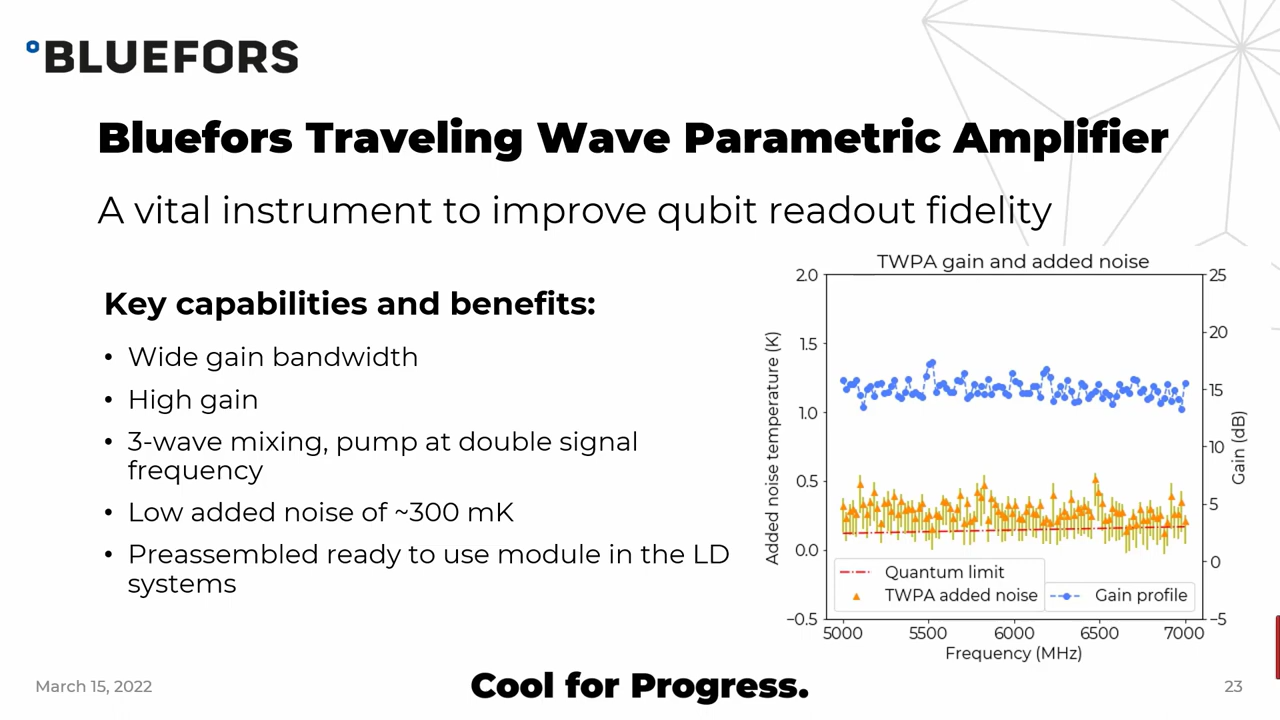 °BLUEFORS
Bluefors Traveling Wave Parametric Amplifier
A vital instrument to improve qubit readout fidelity
Key capabilities and benefits:
• Wide gain bandwidth
• High gain
• 3-wave mixing, pump at double signal
frequency
• Low added noise of ~300 mK
• Preassembled ready to use module in the LD
systems
TWPA gain and added noise
Added noise temperature (K)
2.0
1.5
1.0
0.5
0.0
−0.5
25
20
15
10
5
0
−5
Gain (dB)
Quantum limit
TWPA added noise
Gain profile
5000 5500 6000 6500 7000
Frequency (MHz)
March 15, 2022
Cool for Progress.
23